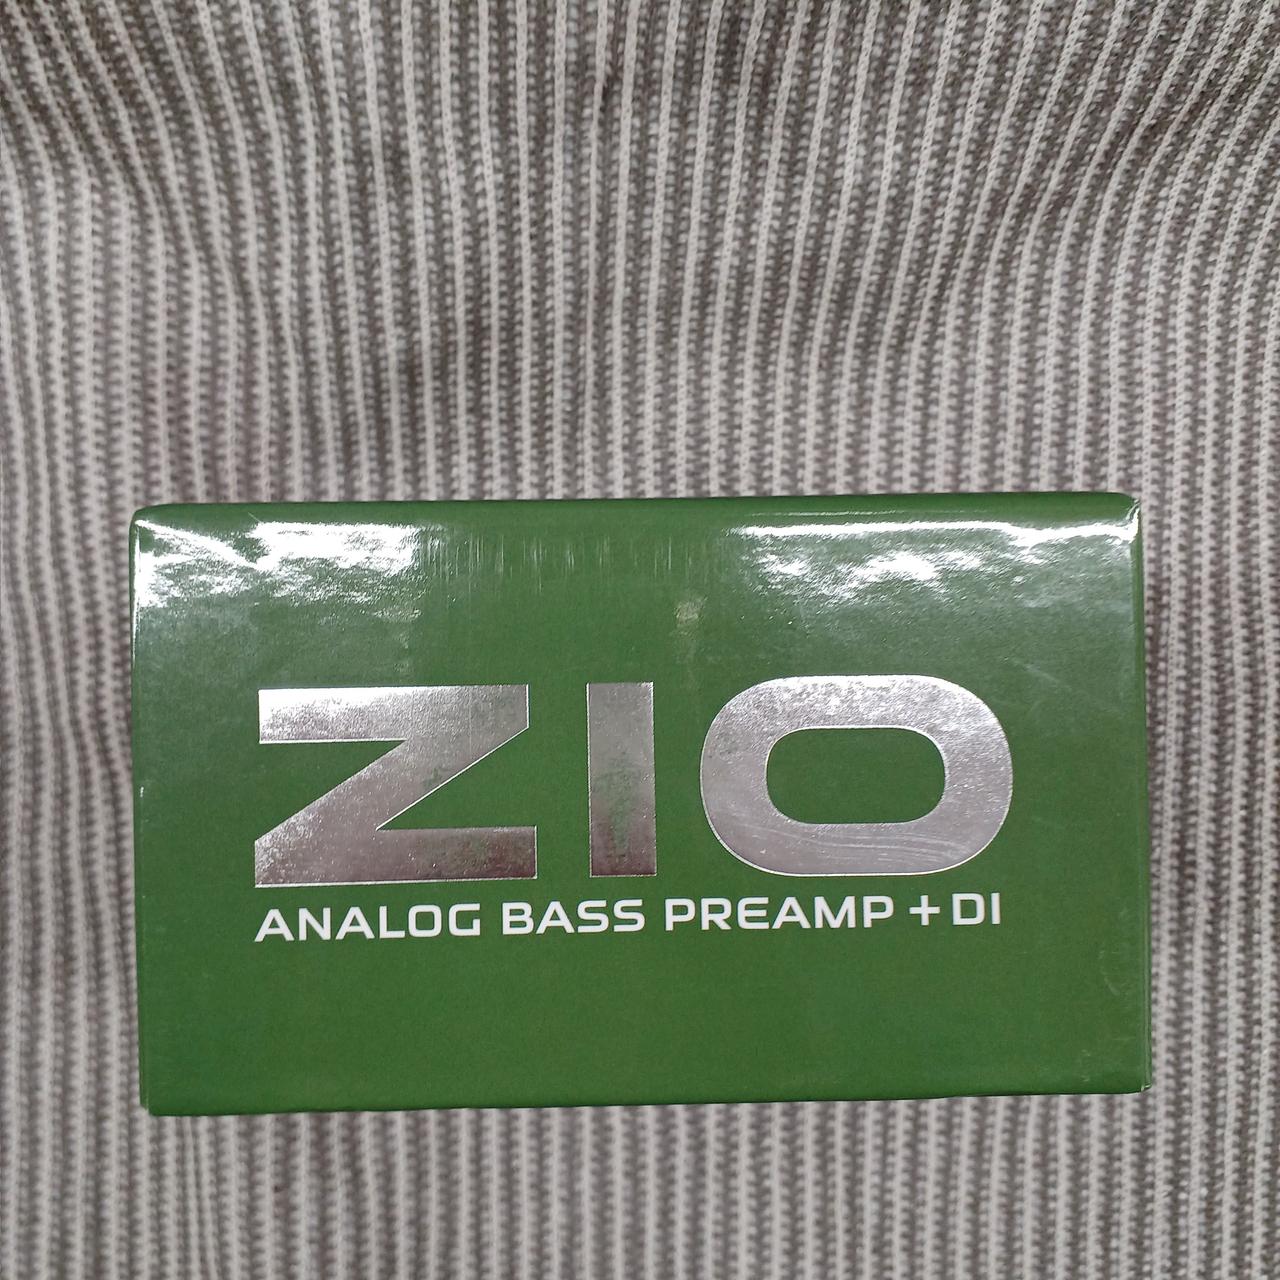 ZIO
ANALOG BASS PREAMP + DI